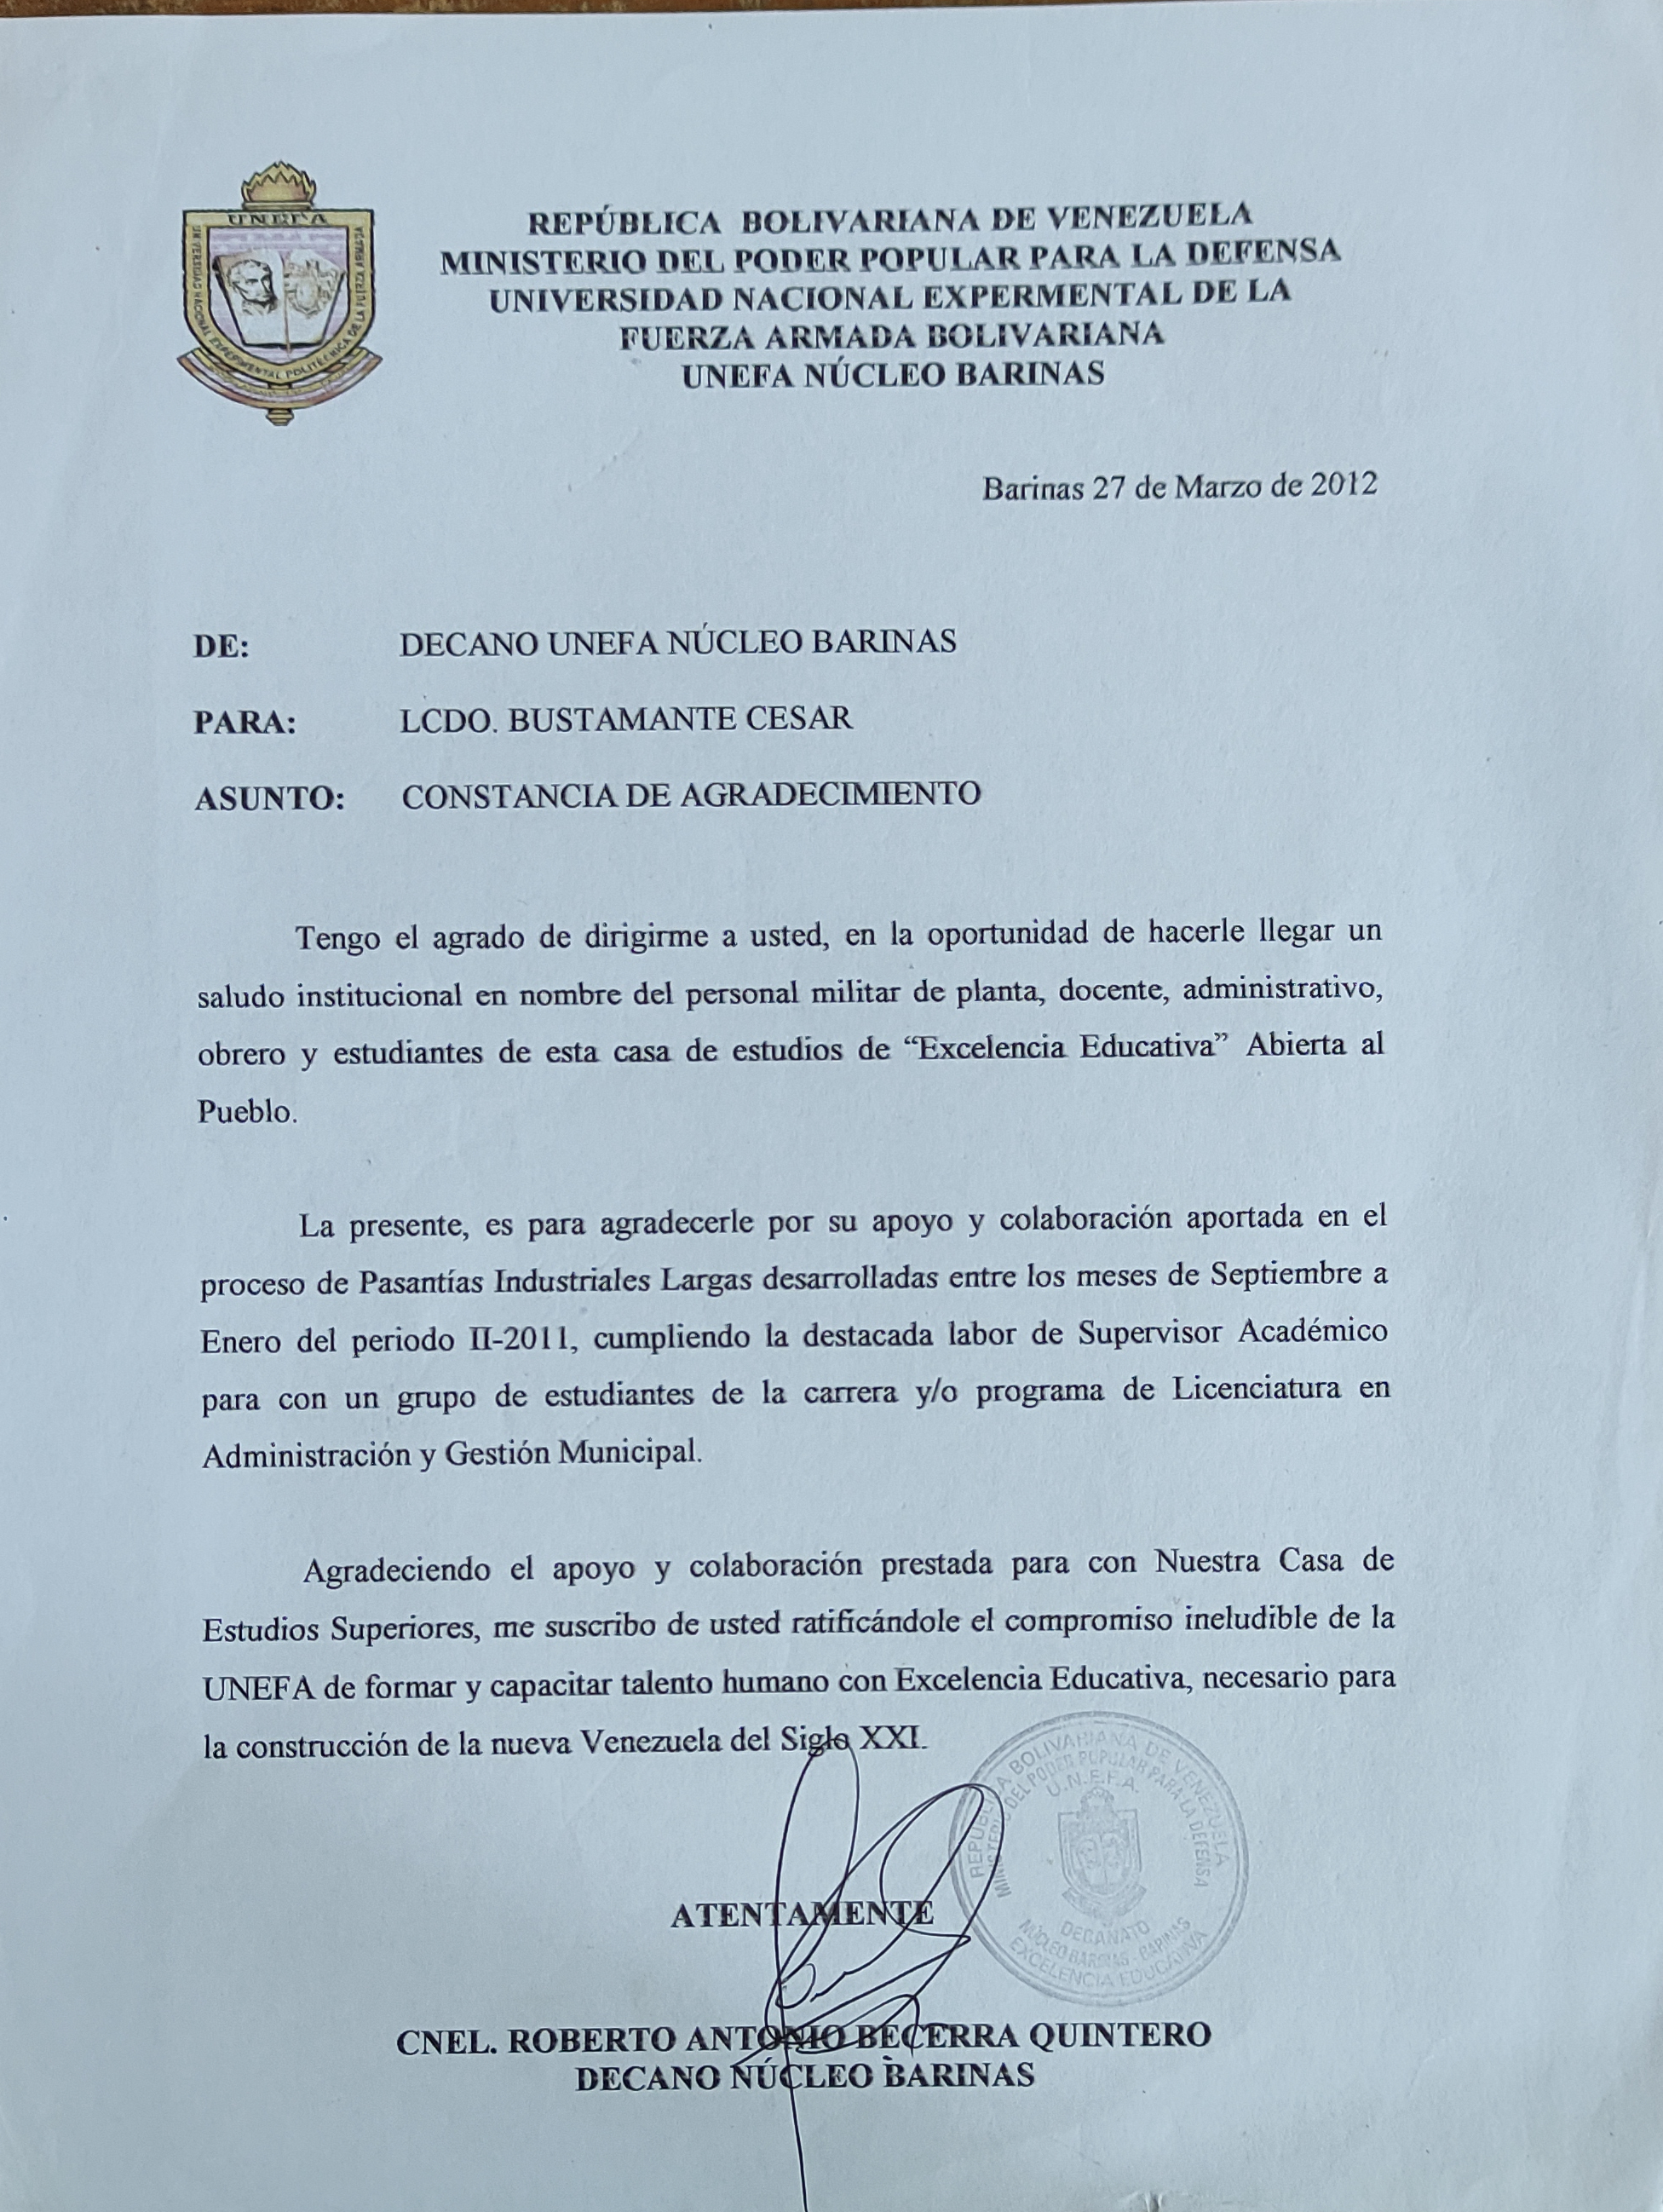 UNEFA
UNIVERSIDAD NACIONAL EXPERIMENTAL POLITÉCNICA DE LA FUERZA ARMADA
REPÚBLICA BOLIVARIANA DE VENEZUELA
MINISTERIO DEL PODER POPULAR PARA LA DEFENSA
UNIVERSIDAD NACIONAL EXPERMENTAL DE LA
FUERZA ARMADA BOLIVARIANA
UNEFA NÚCLEO BARINAS
Barinas 27 de Marzo de 2012
DE: DECANO UNEFA NÚCLEO BARINAS
PARA: LCDO. BUSTAMANTE CESAR
ASUNTO: CONSTANCIA DE AGRADECIMIENTO
Tengo el agrado de dirigirme a usted, en la oportunidad de hacerle llegar un
saludo institucional en nombre del personal militar de planta, docente, administrativo,
obrero y estudiantes de esta casa de estudios de “Excelencia Educativa” Abierta al
Pueblo.
La presente, es para agradecerle por su apoyo y colaboración aportada en el
proceso de Pasantías Industriales Largas desarrolladas entre los meses de Septiembre a
Enero del periodo II-2011, cumpliendo la destacada labor de Supervisor Académico
para con un grupo de estudiantes de la carrera y/o programa de Licenciatura en
Administración y Gestión Municipal.
Agradeciendo el apoyo y colaboración prestada para con Nuestra Casa de
Estudios Superiores, me suscribo de usted ratificándole el compromiso ineludible de la
UNEFA de formar y capacitar talento humano con Excelencia Educativa, necesario para
la construcción de la nueva Venezuela del Siglo XXI.
REPÚBLICA BOLIVARIANA DE VENEZUELA
MINISTERIO DEL PODER POPULAR PARA LA DEFENSA
U.N.E.F.A.
DECANATO
NÚCLEO BARINAS - BARINAS
EXCELENCIA EDUCATIVA
ATENTAMENTE
CNEL. ROBERTO ANTONIO BECERRA QUINTERO
DECANO NÚCLEO BARINAS